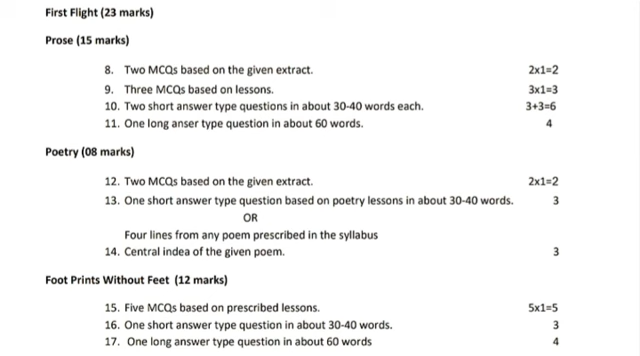 First Flight (23 marks)
Prose (15 marks)
8. Two MCQs based on the given extract. 2x1=2
9. Three MCQs based on lessons. 3x1=3
10. Two short answer type questions in about 30-40 words each. 3+3=6
11. One long anser type question in about 60 words. 4
Poetry (08 marks)
12. Two MCQs based on the given extract. 2x1=2
13. One short answer type question based on poetry lessons in about 30-40 words. 3
OR
Four lines from any poem prescribed in the syllabus
14. Central indea of the given poem. 3
Foot Prints Without Feet (12 marks)
15. Five MCQs based on prescribed lessons. 5x1=5
16. One short answer type question in about 30-40 words. 3
17. One long answer type question in about 60 words 4